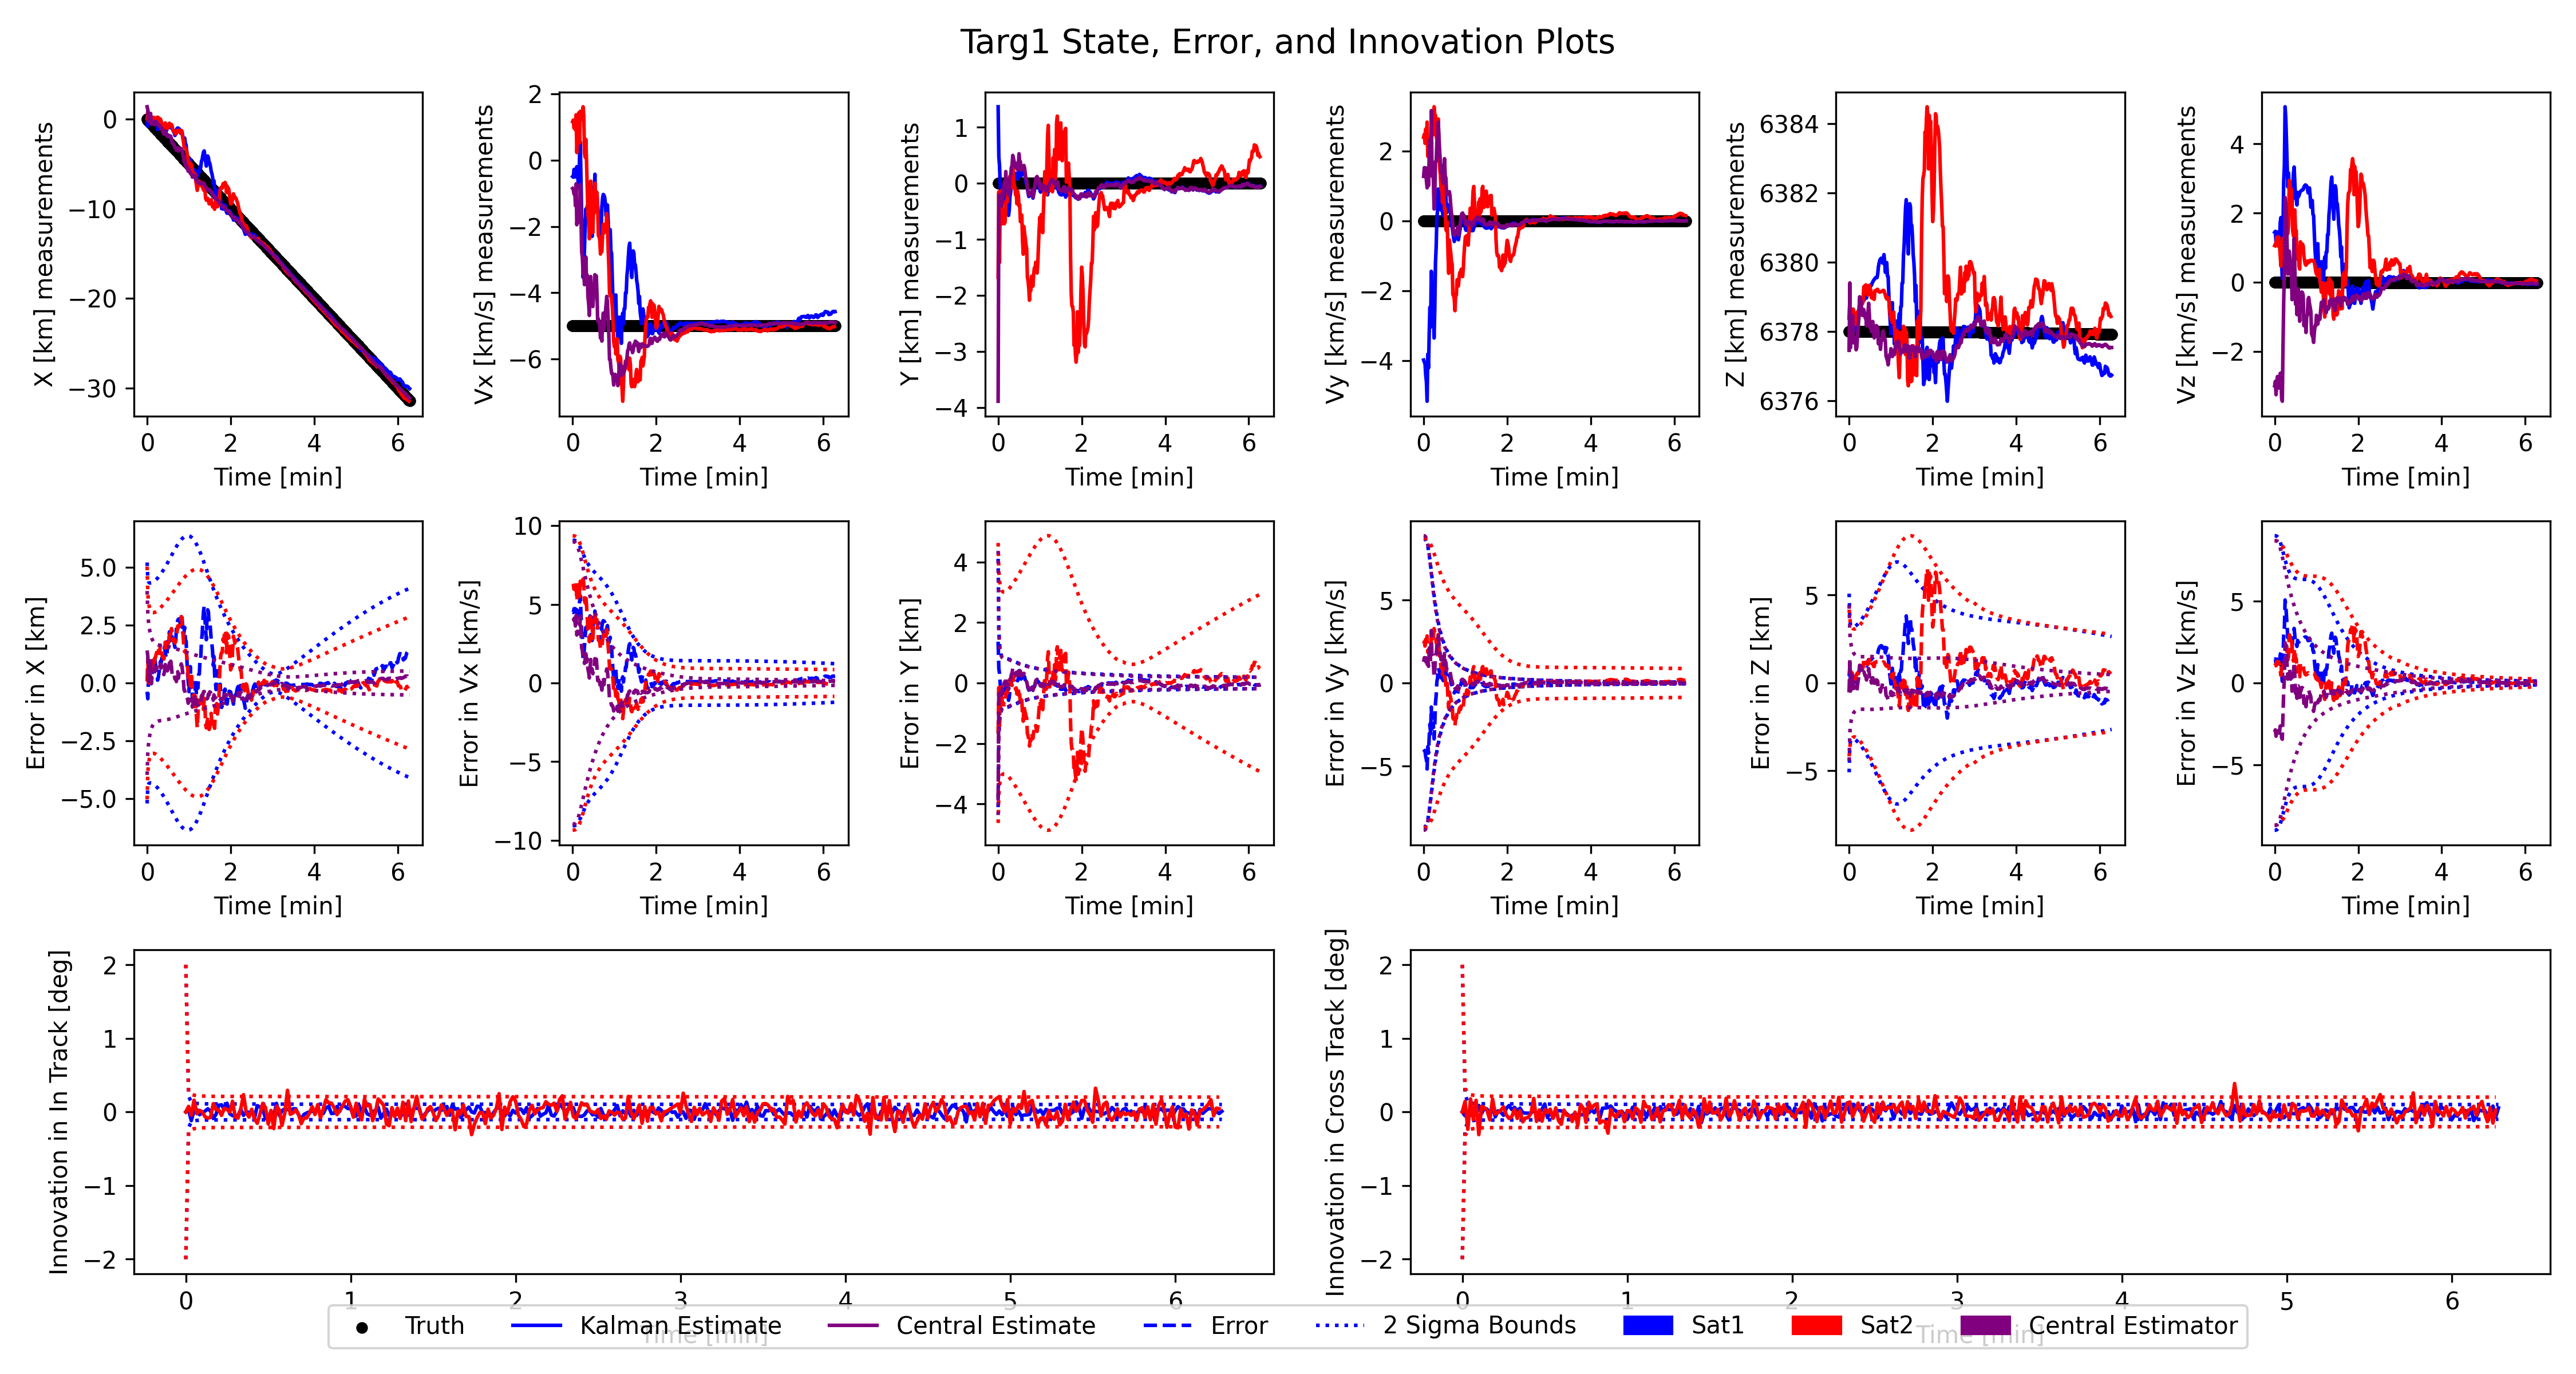 Targ1 State, Error, and Innovation Plots
X [km] measurements
0
−10
−20
−30
0 2 4 6
Time [min]
Vx [km/s] measurements
2
0
−2
−4
−6
0 2 4 6
Time [min]
Y [km] measurements
1
0
−1
−2
−3
−4
0 2 4 6
Time [min]
Vy [km/s] measurements
2
0
−2
−4
0 2 4 6
Time [min]
Z [km] measurements
6384
6382
6380
6378
6376
0 2 4 6
Time [min]
Vz [km/s] measurements
4
2
0
−2
0 2 4 6
Time [min]
Error in X [km]
5.0
2.5
0.0
−2.5
−5.0
0 2 4 6
Time [min]
Error in Vx [km/s]
10
5
0
−5
−10
0 2 4 6
Time [min]
Error in Y [km]
4
2
0
−2
−4
0 2 4 6
Time [min]
Error in Vy [km/s]
5
0
−5
0 2 4 6
Time [min]
Error in Z [km]
5
0
−5
0 2 4 6
Time [min]
Error in Vz [km/s]
5
0
−5
0 2 4 6
Time [min]
Innovation in In Track [deg]
2
1
0
−1
−2
0 1 2 3 4 5 6
Time [min]
Innovation in Cross Track [deg]
2
1
0
−1
−2
0 1 2 3 4 5 6
Time [min]
Truth Kalman Estimate Central Estimate Error 2 Sigma Bounds Sat1 Sat2 Central Estimator